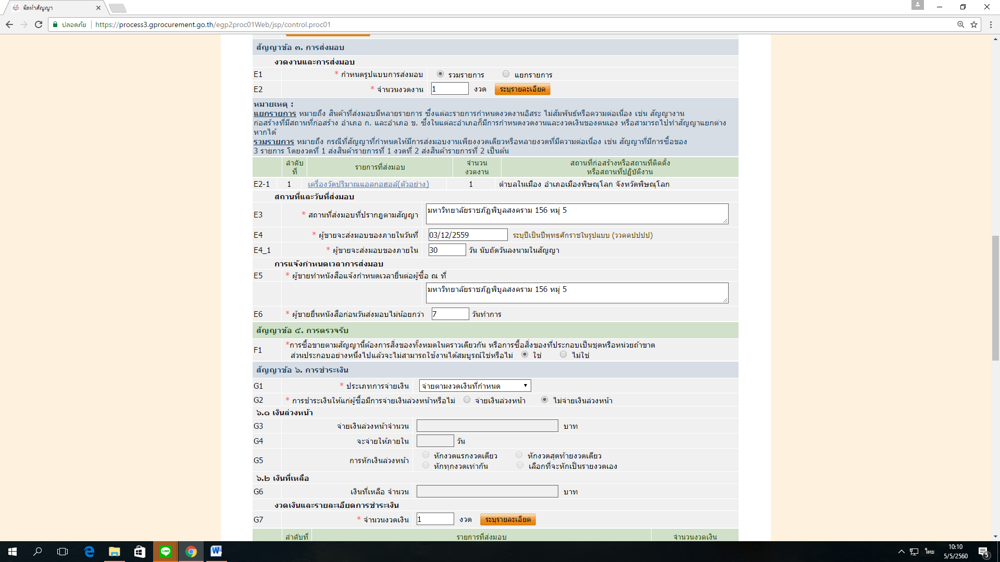 จัดทำสัญญา
ปลอดภัย https://process3.gprocurement.go.th/egp2proc01Web/jsp/control.proc01
สัญญาข้อ ๓. การส่งมอบ
งวดงานและการส่งมอบ
E1 * กำหนดรูปแบบการส่งมอบ รวมรายการ แยกรายการ
E2 * จำนวนงวดงาน 1 งวด ระบุรายละเอียด
หมายเหตุ :
แยกรายการ หมายถึง สินค้าที่ส่งมอบมีหลายรายการ ซึ่งแต่ละรายการกำหนดงวดงานอิสระ ไม่สัมพันธ์หรือความต่อเนื่อง เช่น สัญญางาน
ก่อสร้างที่มีสถานที่ก่อสร้าง อำเภอ ก. และอำเภอ ข. ซึ่งในแต่ละอำเภอก็มีการกำหนดงวดงานและงวดเงินของตนเอง หรือสามารถไปทำสัญญาแยกต่าง
หากได้
รวมรายการ หมายถึง กรณีที่สัญญาที่กำหนดให้มีการส่งมอบงานเพียงงวดเดียวหรือหลายงวดที่มีความต่อเนื่อง เช่น สัญญาที่มีการซื้อของ
3 รายการ โดยงวดที่ 1 ส่งสินค้ารายการที่ 1 งวดที่ 2 ส่งสินค้ารายการที่ 2 เป็นต้น
ลำดับที่ รายการที่ส่งมอบ จำนวนงวดงาน สถานที่ก่อสร้างหรือสถานที่ติดตั้ง
หรือสถานที่ปฏิบัติงาน
E2-1 1 เครื่องวัดปริมาณแอลกอฮอล์(ตัวอย่าง) 1 ตำบลในเมือง อำเภอเมืองพิษณุโลก จังหวัดพิษณุโลก
สถานที่และวันที่ส่งมอบ
E3 * สถานที่ส่งมอบที่ปรากฏตามสัญญา มหาวิทยาลัยราชภัฏพิบูลสงคราม 156 หมู่ 5
E4 * ผู้ขายจะส่งมอบของภายในวันที่ 03/12/2559 ระบุปีเป็นปีพุทธศักราชในรูปแบบ (ววดดปปปป)
E4_1 * ผู้ขายจะส่งมอบของภายใน 30 วัน นับถัดวันลงนามในสัญญา
การแจ้งกำหนดเวลาการส่งมอบ
E5 * ผู้ขายทำหนังสือแจ้งกำหนดเวลายื่นต่อผู้ซื้อ ณ ที่
มหาวิทยาลัยราชภัฏพิบูลสงคราม 156 หมู่ 5
E6 * ผู้ขายยื่นหนังสือก่อนวันส่งมอบไม่น้อยกว่า 7 วันทำการ
สัญญาข้อ ๕. การตรวจรับ
F1 *การซื้อขายตามสัญญานี้ต้องการสิ่งของทั้งหมดในคราวเดียวกัน หรือการซื้อสิ่งของที่ประกอบเป็นชุดหรือหน่วยถ้าขาด
ส่วนประกอบอย่างหนึ่งไปแล้วจะไม่สามารถใช้งานได้สมบูรณ์ใช่หรือไม่ ใช่ ไม่ใช่
สัญญาข้อ ๖. การชำระเงิน
G1 * ประเภทการจ่ายเงิน จ่ายตามงวดเงินที่กำหนด
G2 * การชำระเงินให้แก่ผู้ซื้อมีการจ่ายเงินล่วงหน้าหรือไม่ จ่ายเงินล่วงหน้า ไม่จ่ายเงินล่วงหน้า
๖.๑ เงินล่วงหน้า
G3 จ่ายเงินล่วงหน้าจำนวน บาท
G4 จะจ่ายให้ภายใน วัน
G5 การหักเงินล่วงหน้า หักงวดแรกงวดเดียว หักงวดสุดท้ายงวดเดียว
หักทุกงวดเท่ากัน เลือกที่จะหักเป็นรายงวดเอง
๖.๒ เงินที่เหลือ
G6 เงินที่เหลือ จำนวน บาท
งวดเงินและรายละเอียดการชำระเงิน
G7 * จำนวนงวดเงิน 1 งวด ระบุรายละเอียด
ลำดับที่ รายการที่ส่งมอบ จำนวนงวดเงิน
LINE ไทย 10:10
5/5/2560 5